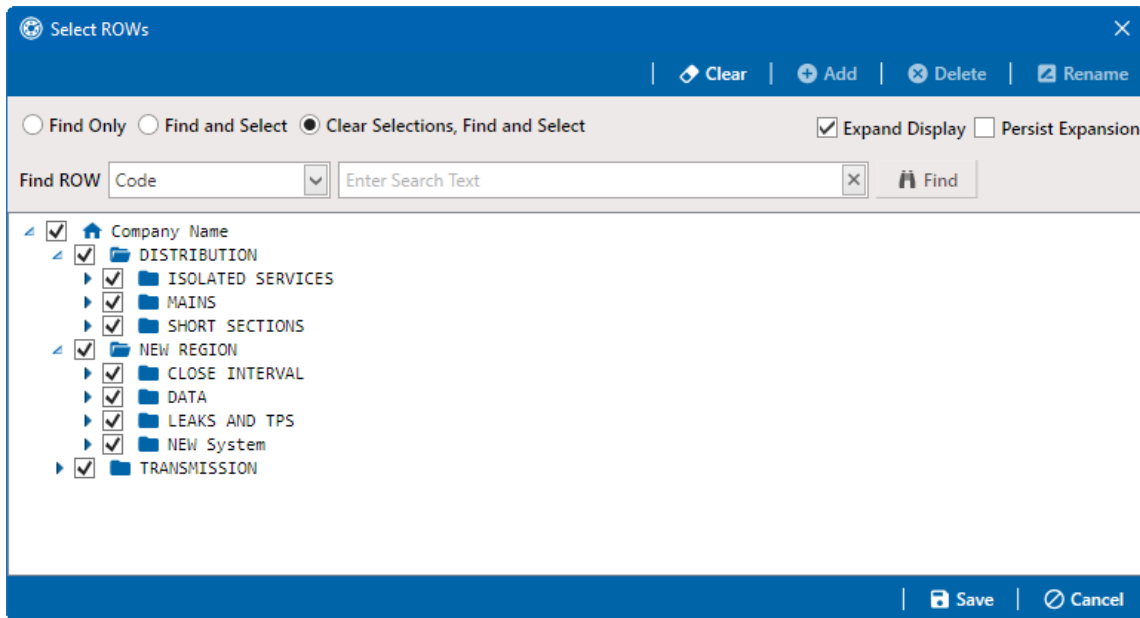 Select ROWs
Clear Add Delete Rename
Find Only Find and Select Clear Selections, Find and Select Expand Display Persist Expansion
Find ROW Code Enter Search Text Find
Company Name
DISTRIBUTION
ISOLATED SERVICES
MAINS
SHORT SECTIONS
NEW REGION
CLOSE INTERVAL
DATA
LEAKS AND TPS
NEW System
TRANSMISSION
Save Cancel